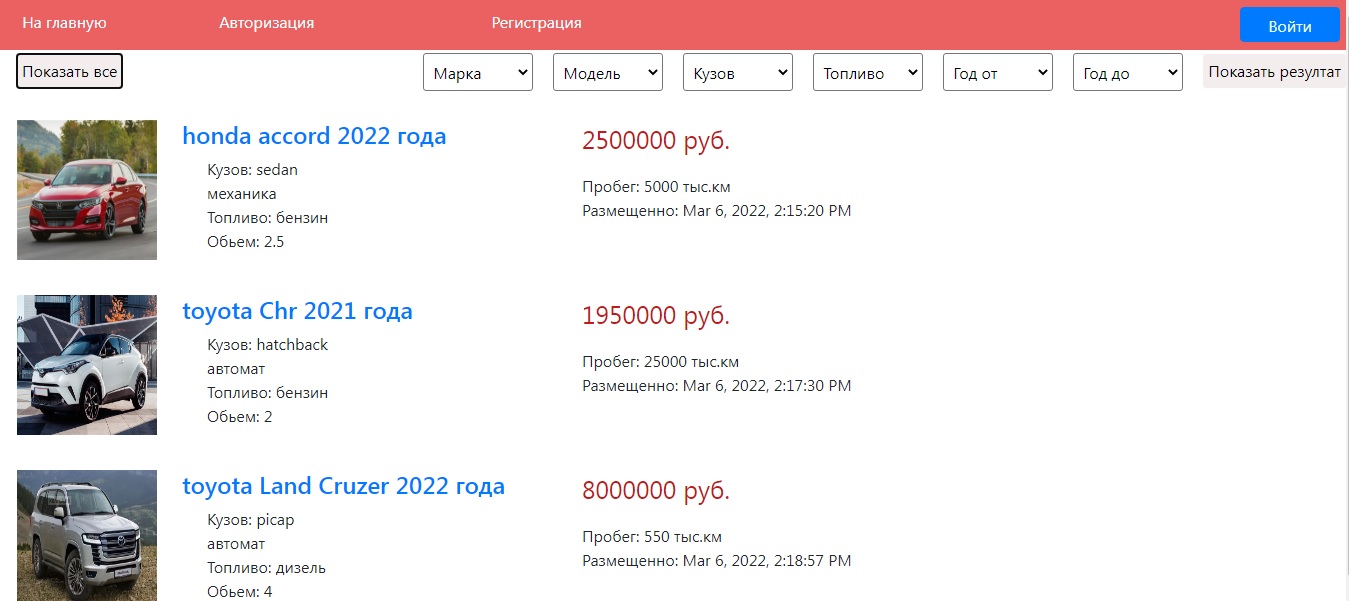 На главную Авторизация Регистрация Войти
Показать все Марка Модель Кузов Топливо Год от Год до Показать резултат
honda accord 2022 года
2500000 руб.
Кузов: sedan
механика
Топливо: бензин
Обьем: 2.5
Пробег: 5000 тыс.км
Размещенно: Mar 6, 2022, 2:15:20 PM
toyota Chr 2021 года
1950000 руб.
Кузов: hatchback
автомат
Топливо: бензин
Обьем: 2
Пробег: 25000 тыс.км
Размещенно: Mar 6, 2022, 2:17:30 PM
toyota Land Cruzer 2022 года
8000000 руб.
Кузов: picap
автомат
Топливо: дизель
Обьем: 4
Пробег: 550 тыс.км
Размещенно: Mar 6, 2022, 2:18:57 PM